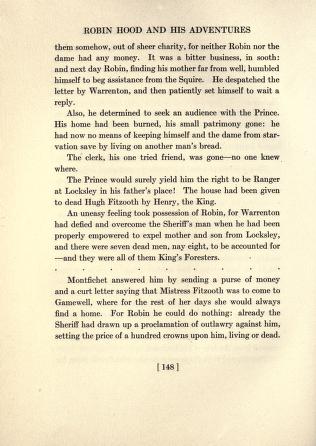 ROBIN HOOD AND HIS ADVENTURES
them somehow, out of sheer charity, for neither Robin nor the
dame had any money. It was a bitter business, in sooth:
and next day Robin, finding his mother far from well, humbled
himself to beg assistance from the Squire. He despatched the
letter by Warrenton, and then patiently set himself to wait a
reply.
Also, he determined to seek an audience with the Prince.
His home had been burned, his small patrimony gone: he
had now no means of keeping himself and the dame from star-
vation save by living on another man's bread.
The clerk, his one tried friend, was gone—no one knew
where.
The Prince would surely yield him the right to be Ranger
at Locksley in his father's place! The house had been given
to dead Hugh Fitzooth by Henry, the King.
An uneasy feeling took possession of Robin, for Warrenton
had defied and overcome the Sheriff's man when he had been
properly empowered to expel mother and son from Locksley,
and there were seven dead men, nay eight, to be accounted for
—and they were all of them King's Foresters.
. . . . . . . . .
Montfichet answered him by sending a purse of money
and a curt letter saying that Mistress Fitzooth was to come to
Gamewell, where for the rest of her days she would always
find a home. For Robin he could do nothing: already the
Sheriff had drawn up a proclamation of outlawry against him,
setting the price of a hundred crowns upon him, living or dead.
[ 148 ]